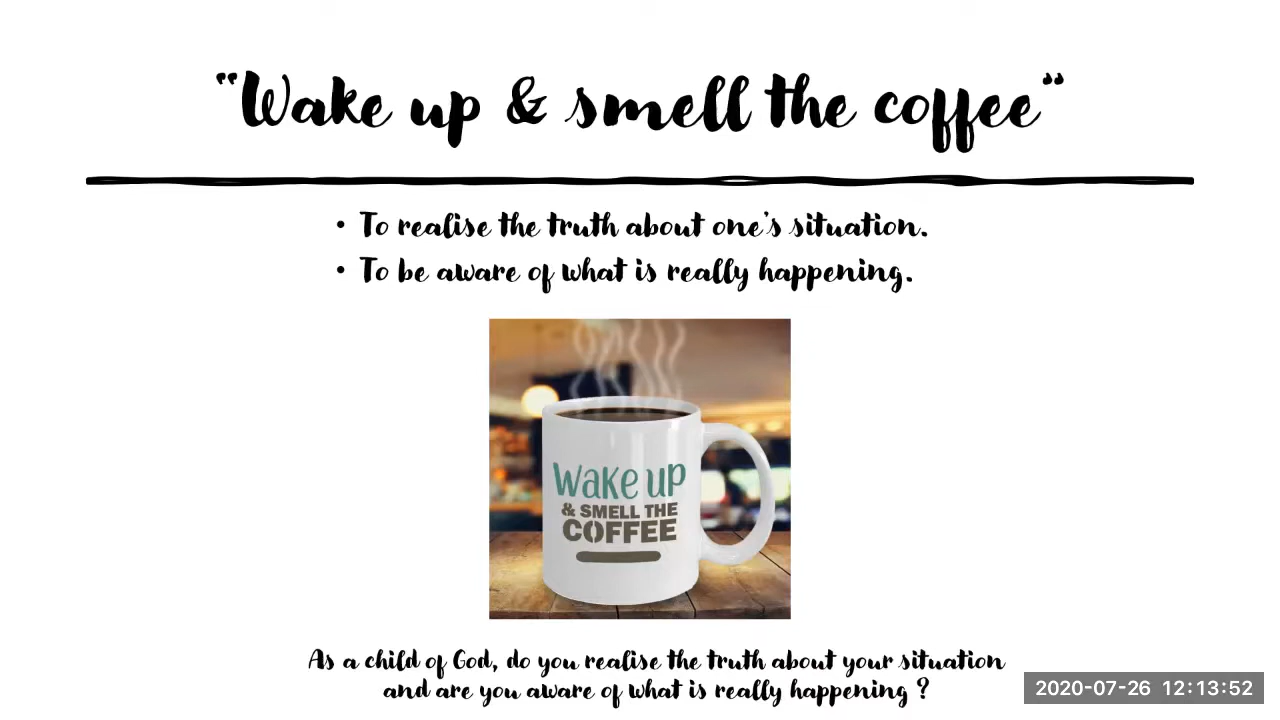 "Wake up & smell the coffee"
• To realise the truth about one's situation.
• To be aware of what is really happening.
Wake up
& SMELL THE
COFFEE
As a child of God, do you realise the truth about your situation
and are you aware of what is really happening ?
2020-07-26 12:13:52